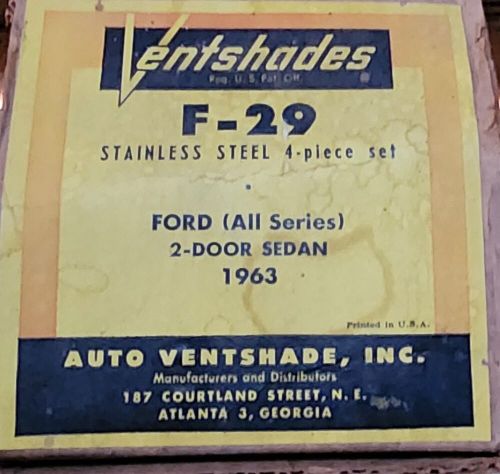 Ventshades
Reg. U. S. Pat. Off.
F-29
STAINLESS STEEL 4-piece set
FORD (All Series)
2-DOOR SEDAN
1963
Printed in U.S.A.
AUTO VENTSHADE, INC.
Manufacturers and Distributors
187 COURTLAND STREET, N. E.
ATLANTA 3, GEORGIA